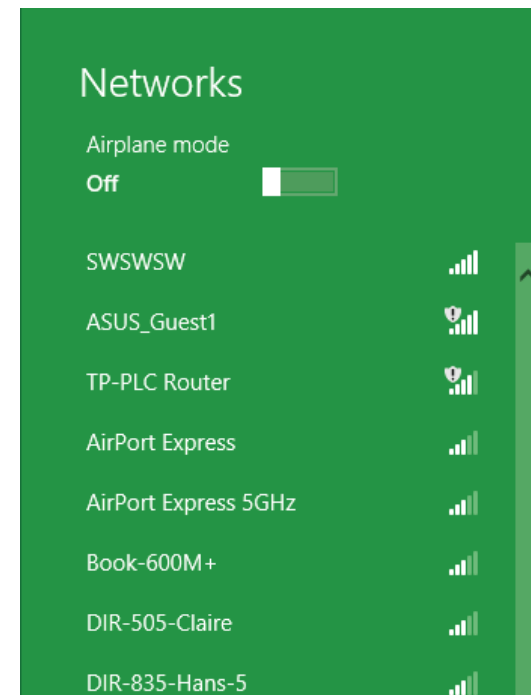 Networks
Airplane mode
Off
SWSWSW
ASUS_Guest1
TP-PLC Router
AirPort Express
AirPort Express 5GHz
Book-600M+
DIR-505-Claire
DIR-835-Hans-5